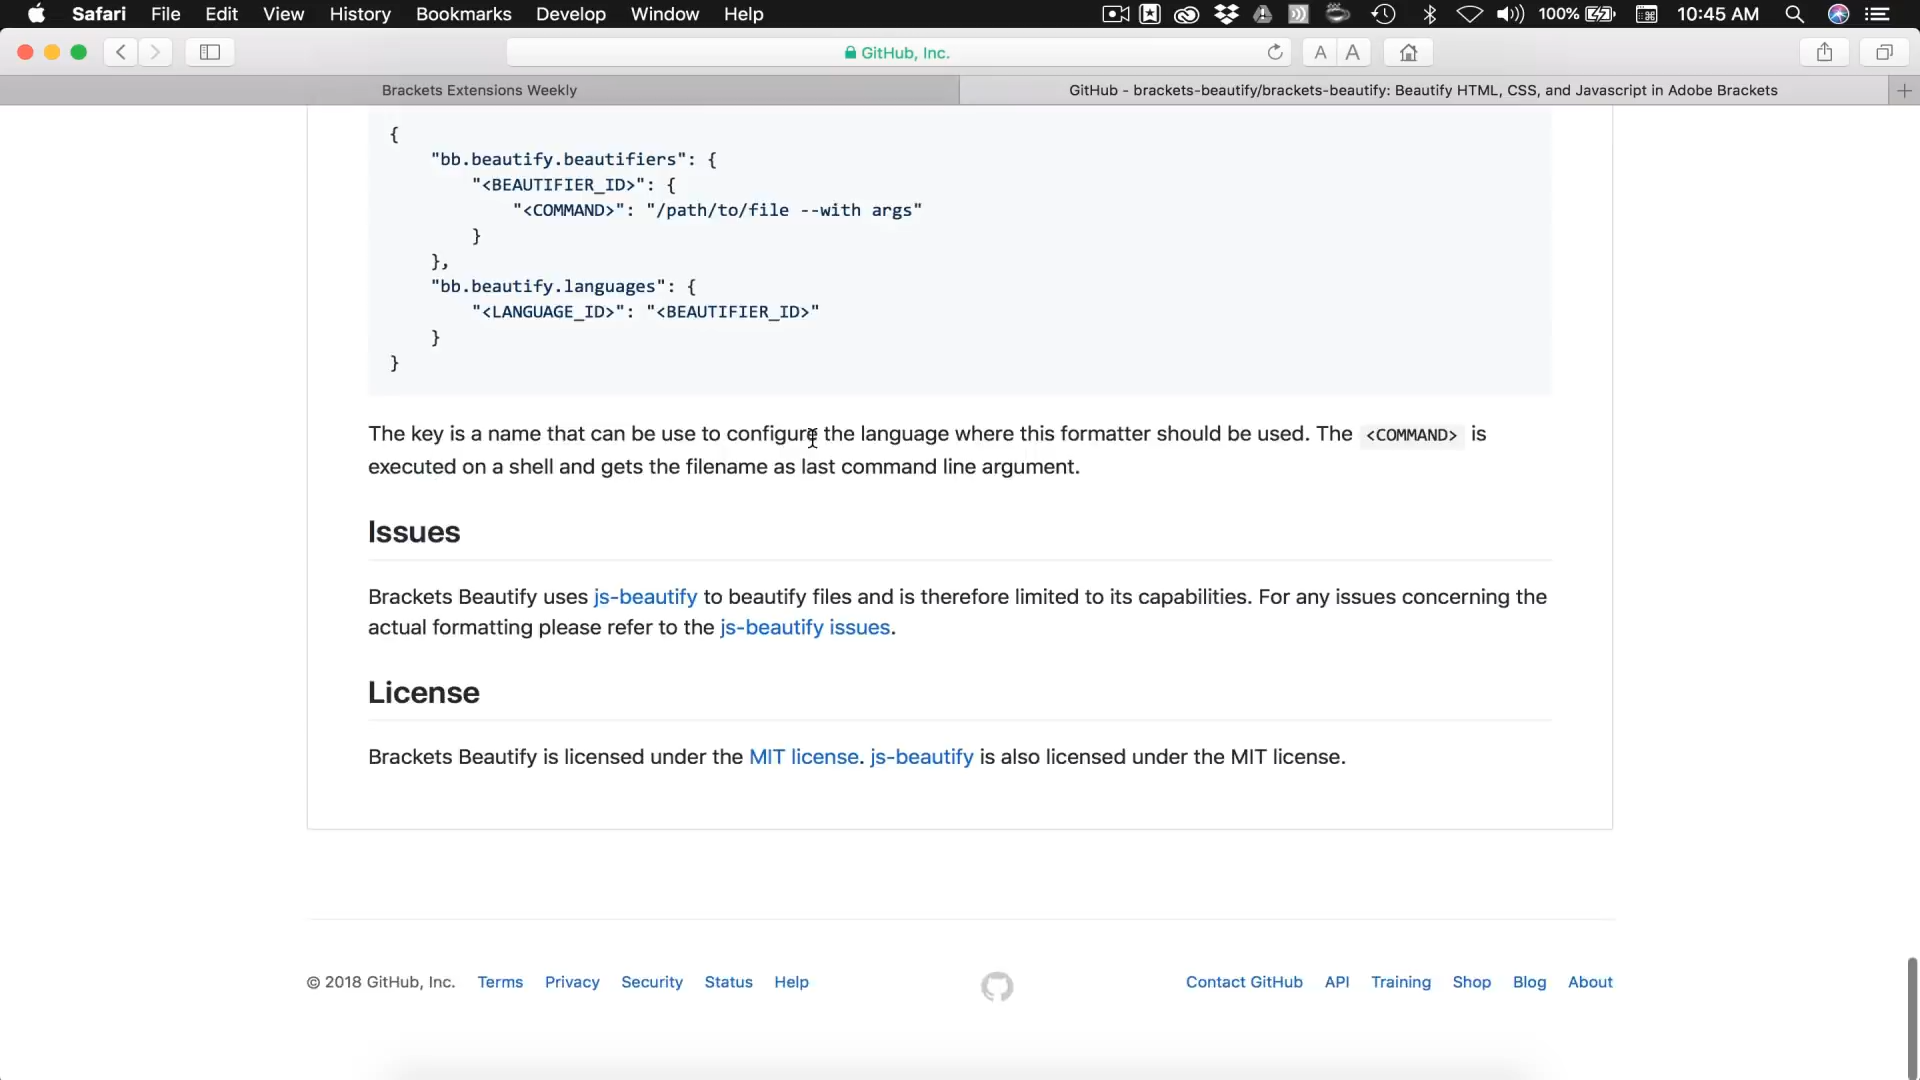 Safari File Edit View History Bookmarks Develop Window Help 100% 10:45 AM
GitHub, Inc. A A
Brackets Extensions Weekly GitHub - brackets-beautify/brackets-beautify: Beautify HTML, CSS, and Javascript in Adobe Brackets
{
"bb.beautify.beautifiers": {
"<BEAUTIFIER_ID>": {
"<COMMAND>": "/path/to/file --with args"
}
},
"bb.beautify.languages": {
"<LANGUAGE_ID>": "<BEAUTIFIER_ID>"
}
}
The key is a name that can be use to configure the language where this formatter should be used. The <COMMAND> is
executed on a shell and gets the filename as last command line argument.
Issues
Brackets Beautify uses js-beautify to beautify files and is therefore limited to its capabilities. For any issues concerning the
actual formatting please refer to the js-beautify issues.
License
Brackets Beautify is licensed under the MIT license. js-beautify is also licensed under the MIT license.
© 2018 GitHub, Inc. Terms Privacy Security Status Help Contact GitHub API Training Shop Blog About